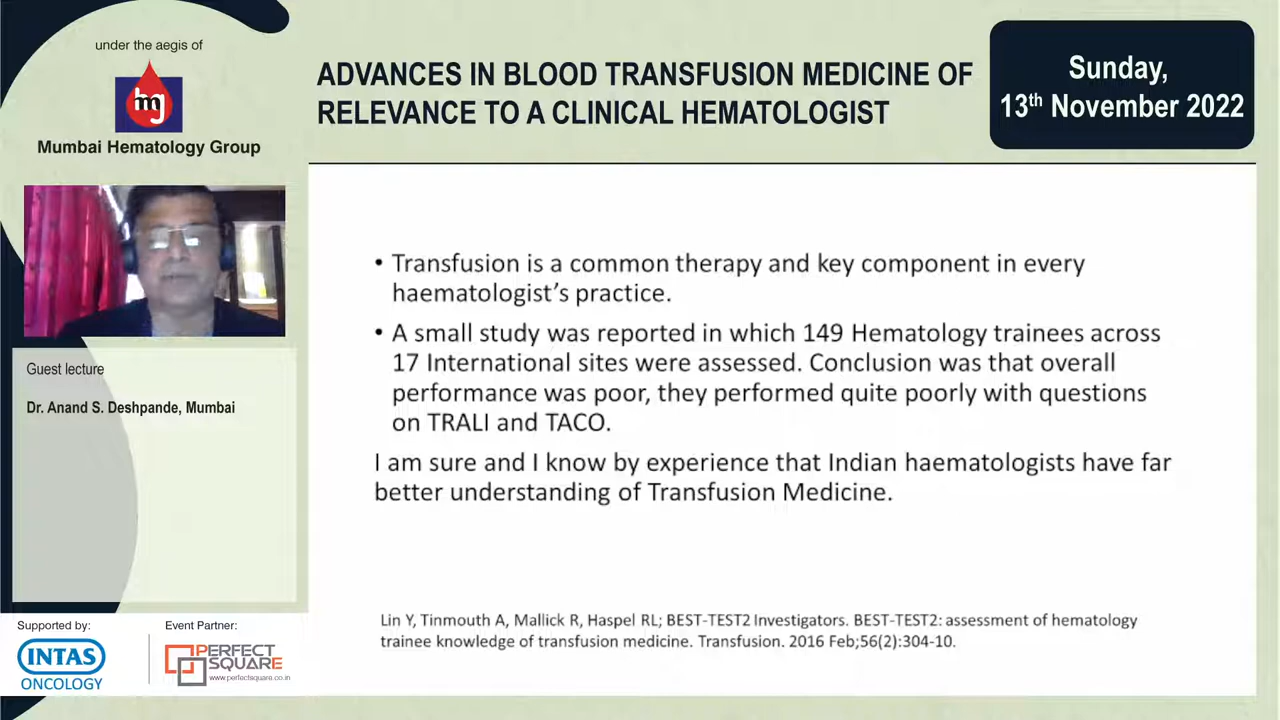 under the aegis of
hg
Mumbai Hematology Group
ADVANCES IN BLOOD TRANSFUSION MEDICINE OF
RELEVANCE TO A CLINICAL HEMATOLOGIST
Sunday,
13th November 2022
Guest lecture
Dr. Anand S. Deshpande, Mumbai
• Transfusion is a common therapy and key component in every
haematologist’s practice.
• A small study was reported in which 149 Hematology trainees across
17 International sites were assessed. Conclusion was that overall
performance was poor, they performed quite poorly with questions
on TRALI and TACO.
I am sure and I know by experience that Indian haematologists have far
better understanding of Transfusion Medicine.
Lin Y, Tinmouth A, Mallick R, Haspel RL; BEST-TEST2 Investigators. BEST-TEST2: assessment of hematology
trainee knowledge of transfusion medicine. Transfusion. 2016 Feb;56(2):304-10.
Supported by:
INTAS
ONCOLOGY
Event Partner:
PERFECT
SQUARE
www.perfectsquare.co.in